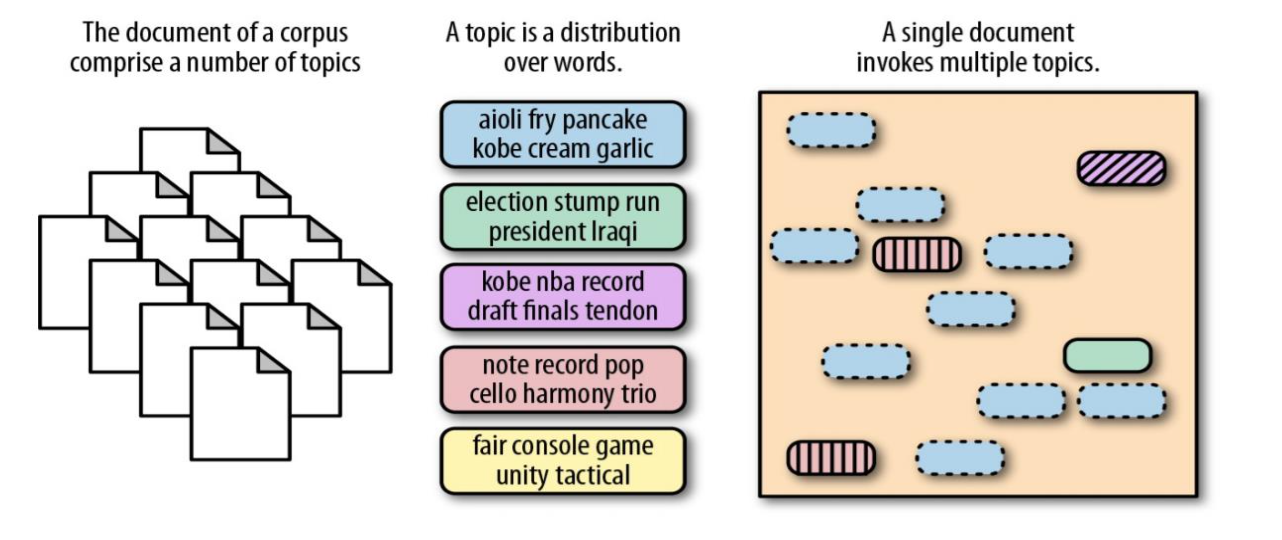 The document of a corpus
comprise a number of topics
A topic is a distribution
over words.
aioli fry pancake
kobe cream garlic
election stump run
president Iraqi
kobe nba record
draft finals tendon
note record pop
cello harmony trio
fair console game
unity tactical
A single document
invokes multiple topics.